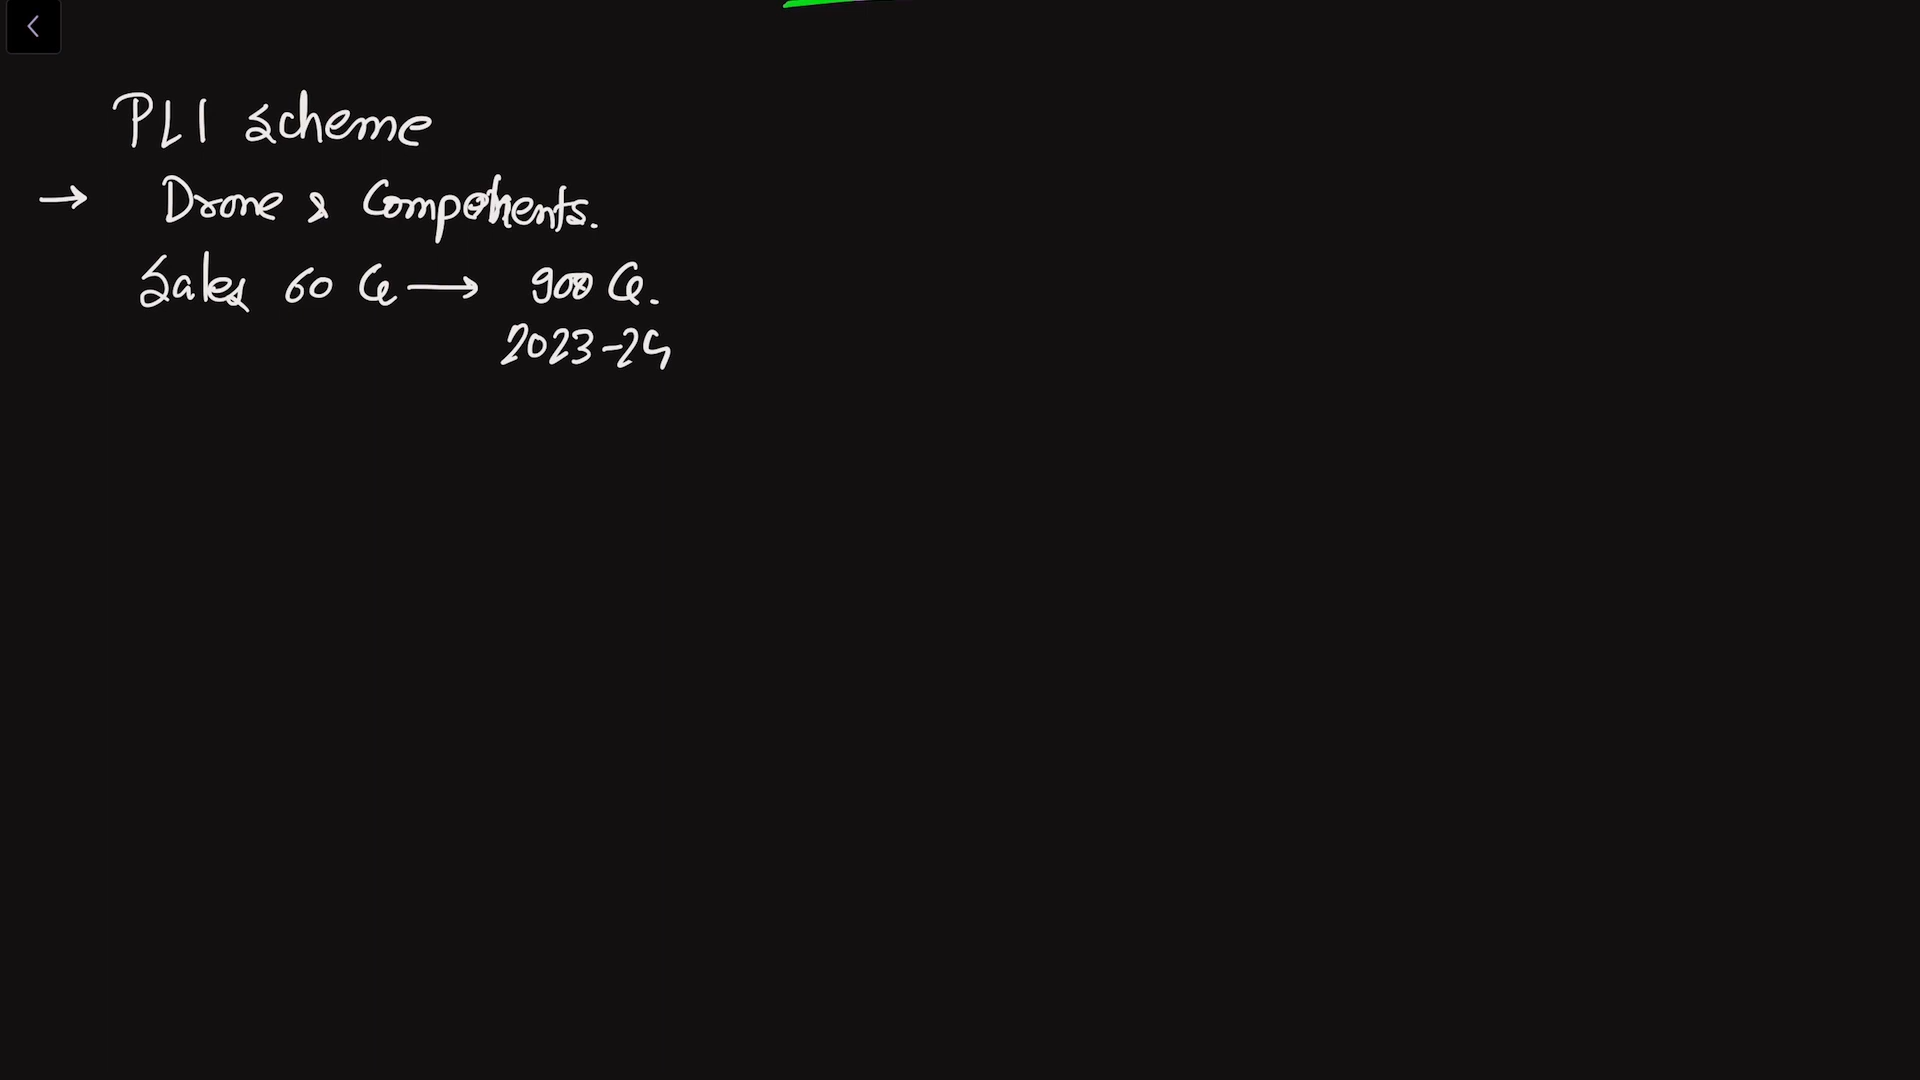 PLI Scheme
→ Drone & Components.
Sales 60 Cr → 900 Cr.
2023-24